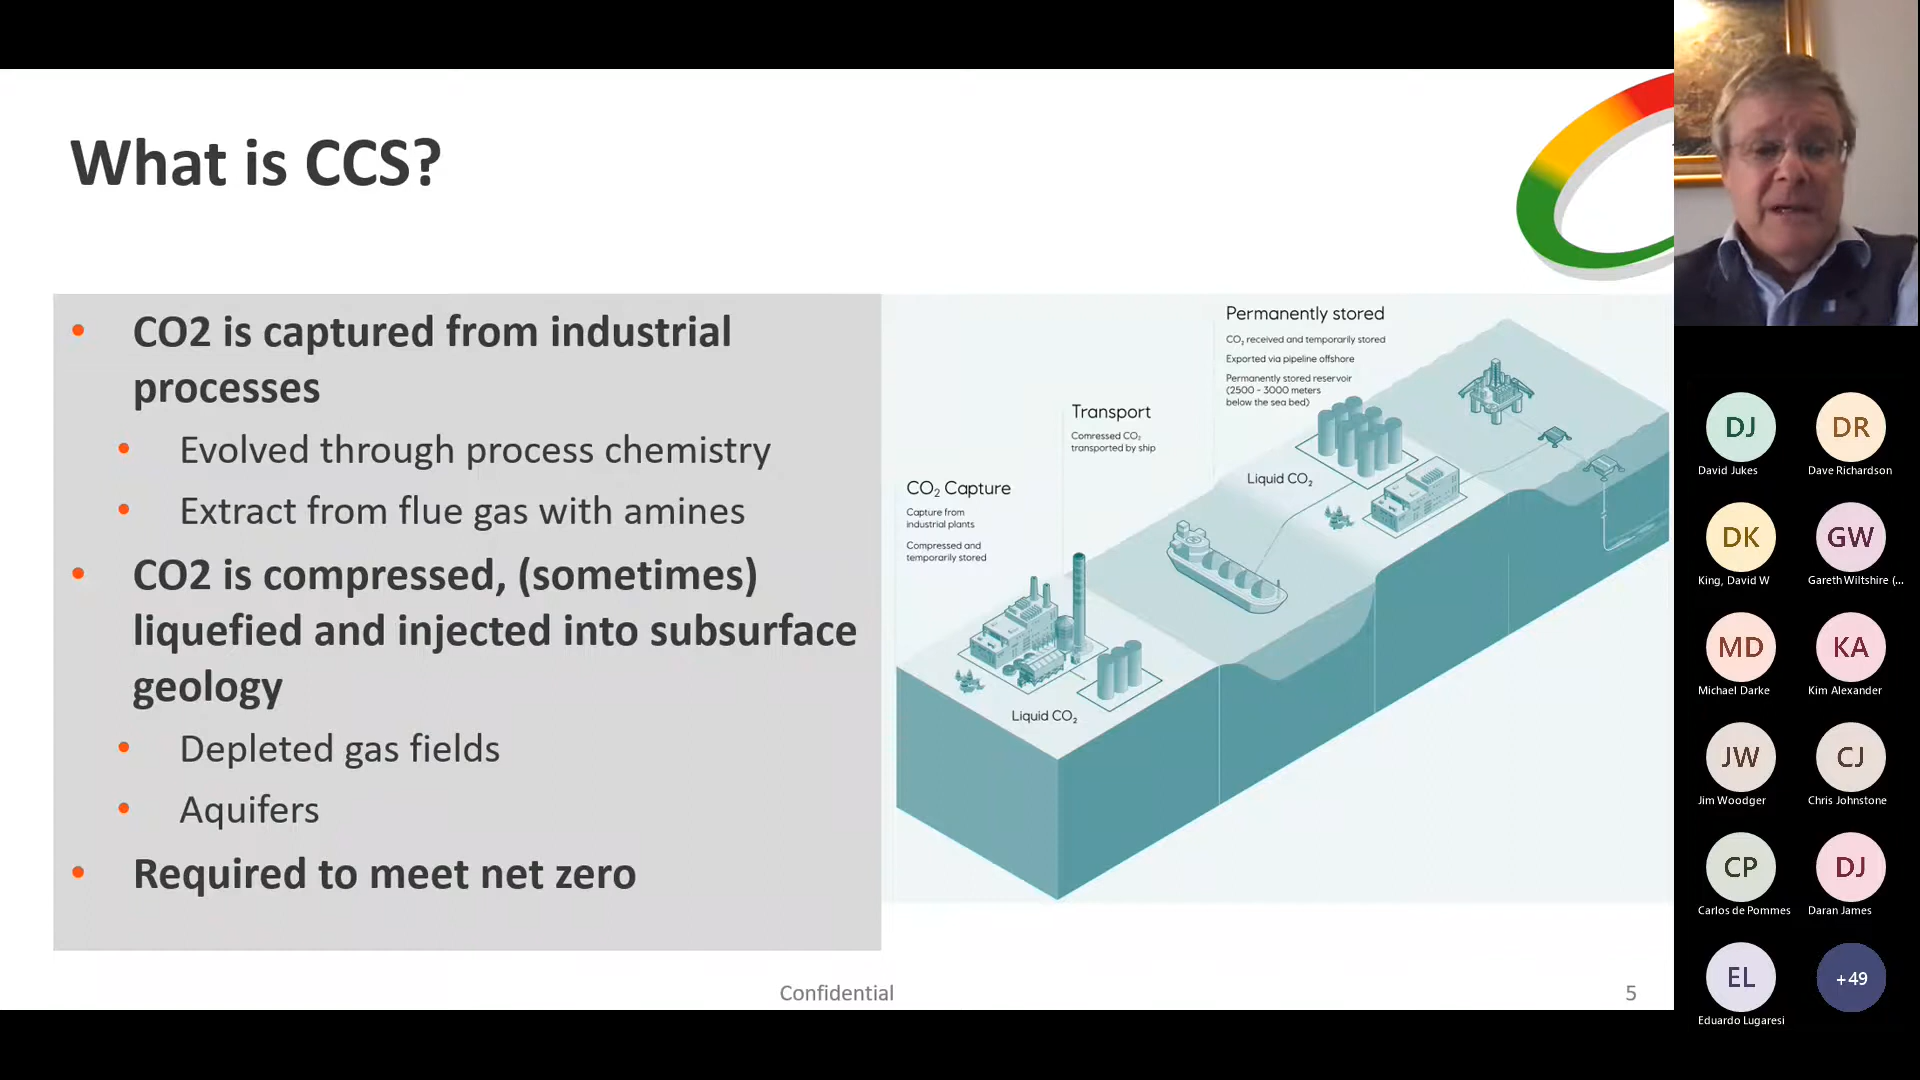 What is CCS?
• CO2 is captured from industrial
processes
• Evolved through process chemistry
• Extract from flue gas with amines
• CO2 is compressed, (sometimes)
liquefied and injected into subsurface
geology
• Depleted gas fields
• Aquifers
• Required to meet net zero
CO₂ Capture
Capture from
industrial plants
Compressed and
temporarily stored
Liquid CO₂
Transport
Comressed CO₂
transported by ship
Permanently stored
CO₂ received and temporarily stored
Exported via pipeline offshore
Permanently stored reservoir
(2500 - 3000 meters
below the sea bed)
Liquid CO₂
Confidential
5
DJ
David Jukes
DR
Dave Richardson
DK
King, David W
GW
Gareth Wiltshire (...
MD
Michael Darke
KA
Kim Alexander
JW
Jim Woodger
CJ
Chris Johnstone
CP
Carlos de Pommes
DJ
Daran James
EL
Eduardo Lugaresi
+49